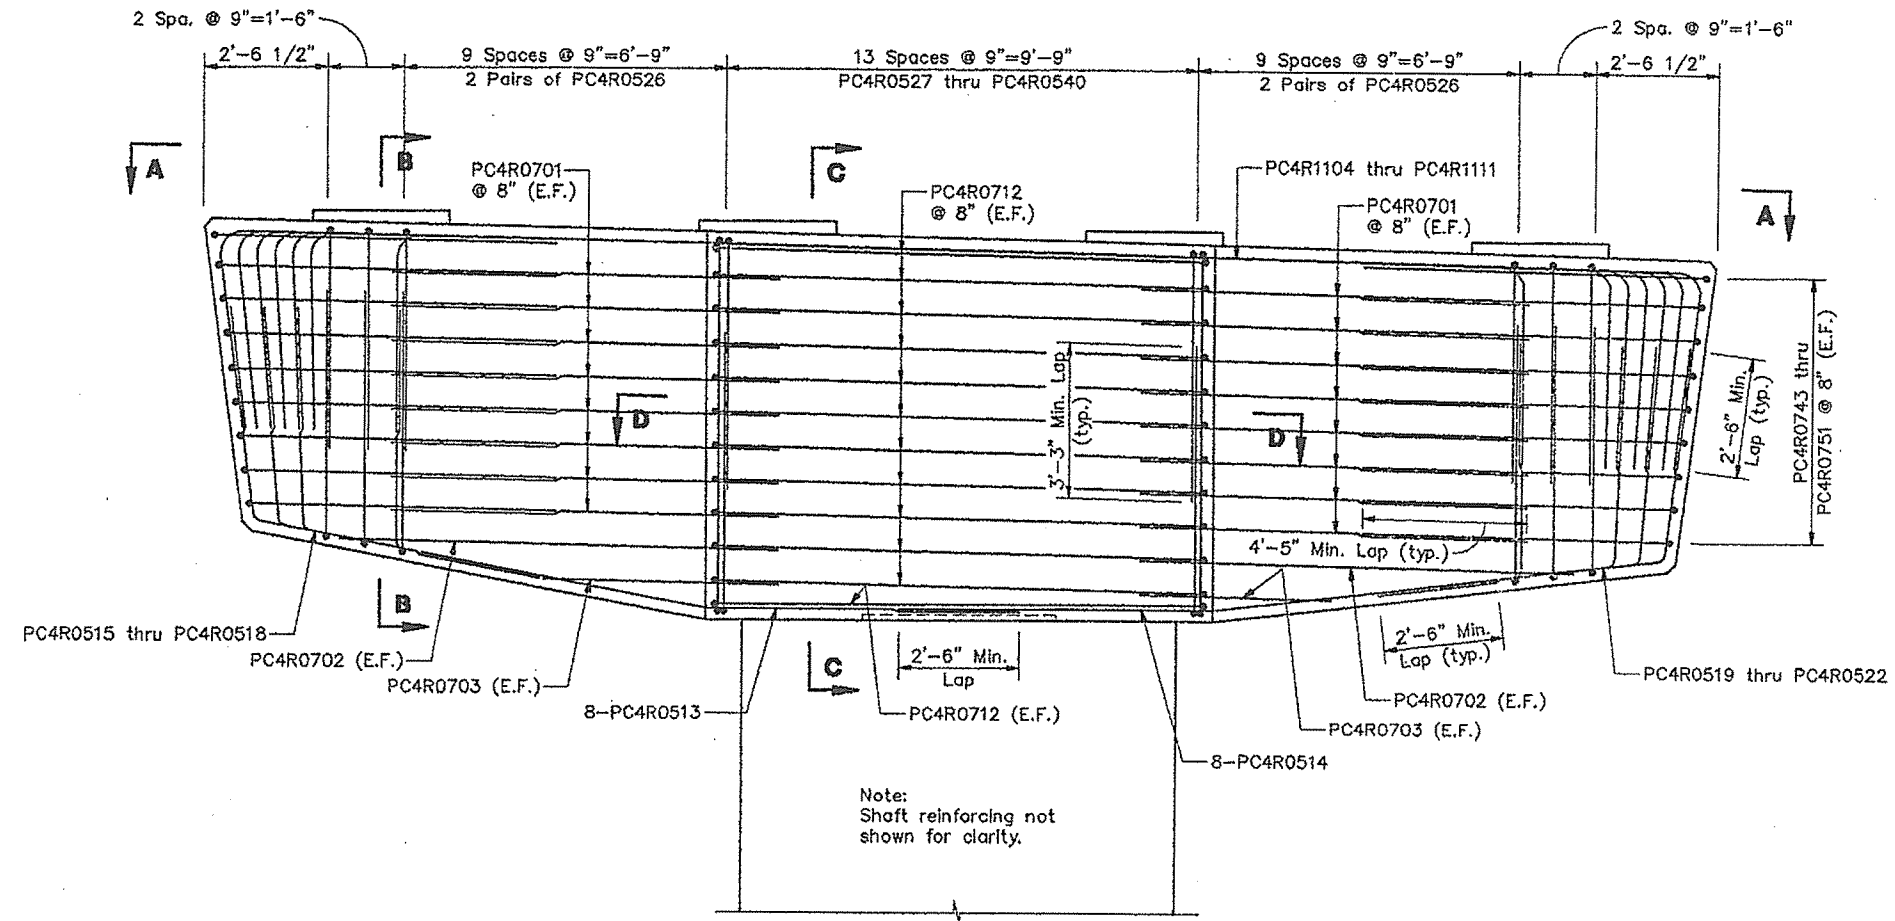 2 Spa. @ 9"=1'-6"
2 Spa. @ 9"=1'-6"
2'-6 1/2"
9 Spaces @ 9"=6'-9"
2 Pairs of PC4R0526
13 Spaces @ 9"=9'-9"
PC4R0527 thru PC4R0540
9 Spaces @ 9"=6'-9"
2 Pairs of PC4R0526
2'-6 1/2"
A
B
C
PC4R0701
@ 8" (E.F.)
PC4R0712
@ 8" (E.F.)
PC4R1104 thru PC4R1111
PC4R0701
@ 8" (E.F.)
A
D
3'-3" Min. Lap
(typ.)
D
2'-6" Min.
Lap (typ.)
PC4R0743 thru
PC4R0751 @ 8" (E.F.)
4'-5" Min. Lap (typ.)
B
PC4R0515 thru PC4R0518
PC4R0702 (E.F.)
PC4R0703 (E.F.)
8-PC4R0513
C
2'-6" Min.
Lap
PC4R0712 (E.F.)
2'-6" Min.
Lap (typ.)
PC4R0519 thru PC4R0522
PC4R0702 (E.F.)
PC4R0703 (E.F.)
8-PC4R0514
Note:
Shaft reinforcing not
shown for clarity.